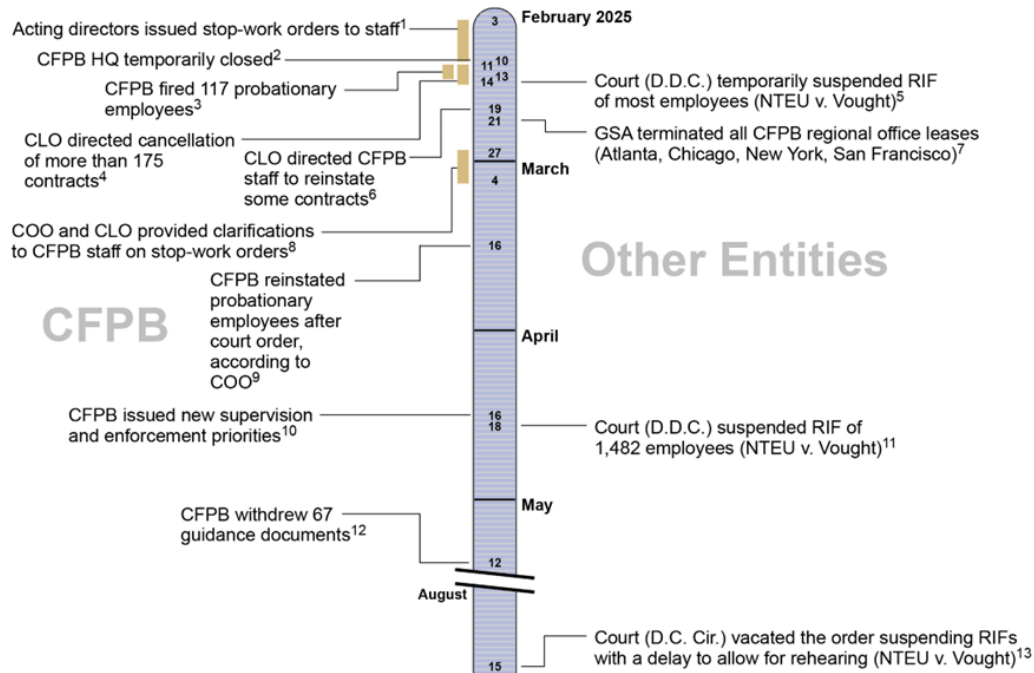 February 2025
3
Acting directors issued stop-work orders to staff1
CFPB HQ temporarily closed2
11 10
14 13
CFPB fired 117 probationary
employees3
Court (D.D.C.) temporarily suspended RIF
of most employees (NTEU v. Vought)5
19
21
CLO directed cancellation
of more than 175
contracts4
GSA terminated all CFPB regional office leases
(Atlanta, Chicago, New York, San Francisco)7
CLO directed CFPB
staff to reinstate
some contracts6
27
March
4
COO and CLO provided clarifications
to CFPB staff on stop-work orders8
16
Other Entities
CFPB
CFPB reinstated
probationary
employees after
court order,
according to
COO9
April
CFPB issued new supervision
and enforcement priorities10
16
18
Court (D.D.C.) suspended RIF of
1,482 employees (NTEU v. Vought)11
May
CFPB withdrew 67
guidance documents12
12
August
Court (D.C. Cir.) vacated the order suspending RIFs
with a delay to allow for rehearing (NTEU v. Vought)13
15